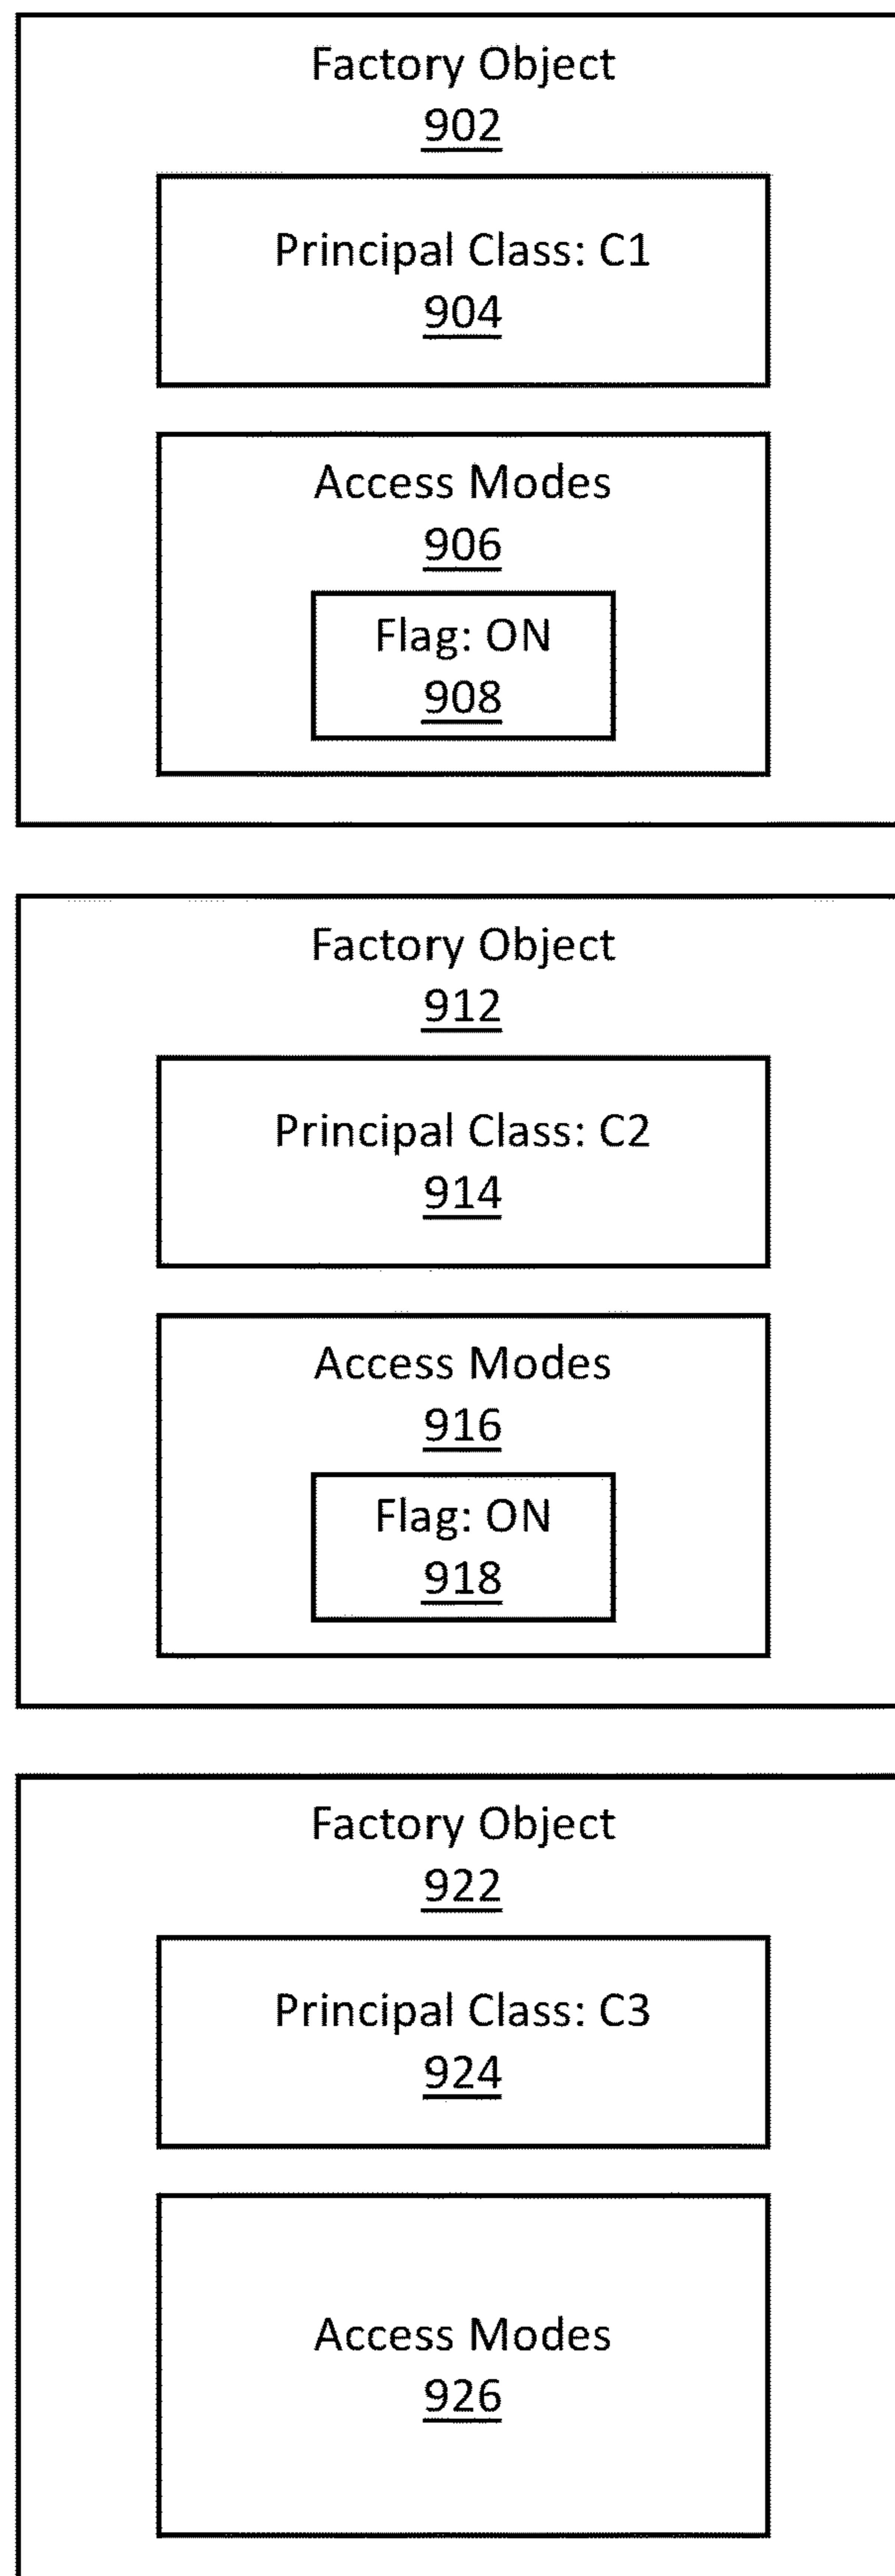 Factory Object
902
Principal Class: C1
904
Access Modes
906
Flag: ON
908
Factory Object
912
Principal Class: C2
914
Access Modes
916
Flag: ON
918
Factory Object
922
Principal Class: C3
924
Access Modes
926